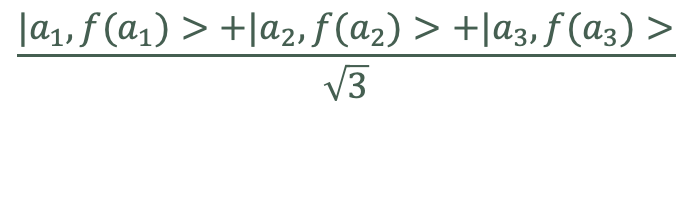 |a₁, f(a₁) > +|a₂, f(a₂) > +|a₃, f(a₃) >
√3